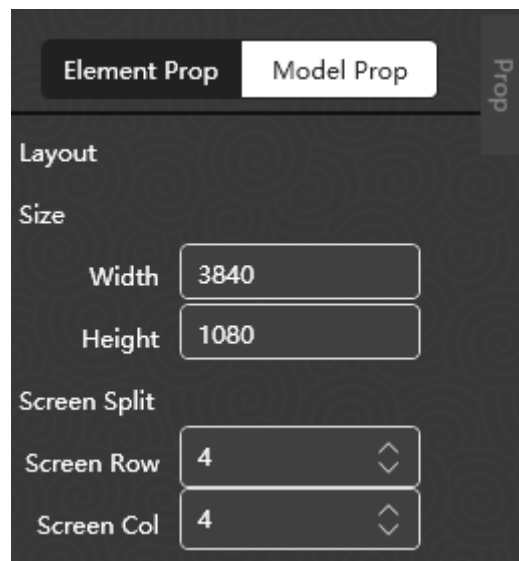 Element Prop Model Prop
Prop
Layout
Size
Width 3840
Height 1080
Screen Split
Screen Row 4
Screen Col 4